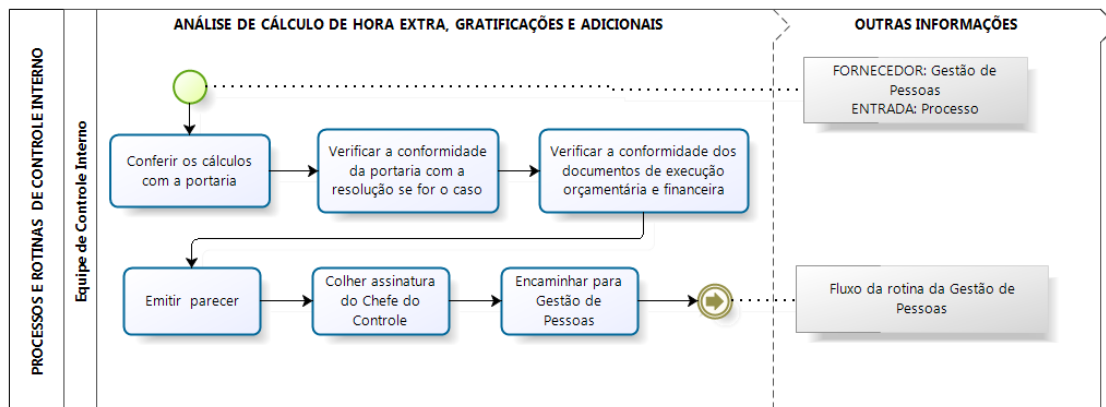 PROCESSOS E ROTINAS DE CONTROLE INTERNO
Equipe de Controle Interno
ANÁLISE DE CÁLCULO DE HORA EXTRA, GRATIFICAÇÕES E ADICIONAIS
OUTRAS INFORMAÇÕES
FORNECEDOR: Gestão de
Pessoas
ENTRADA: Processo
Conferir os cálculos
com a portaria
Verificar a conformidade
da portaria com a
resolução se for o caso
Verificar a conformidade dos
documentos de execução
orçamentária e financeira
Emitir parecer
Colher assinatura
do Chefe do
Controle
Encaminhar para
Gestão de
Pessoas
Fluxo da rotina da Gestão de
Pessoas